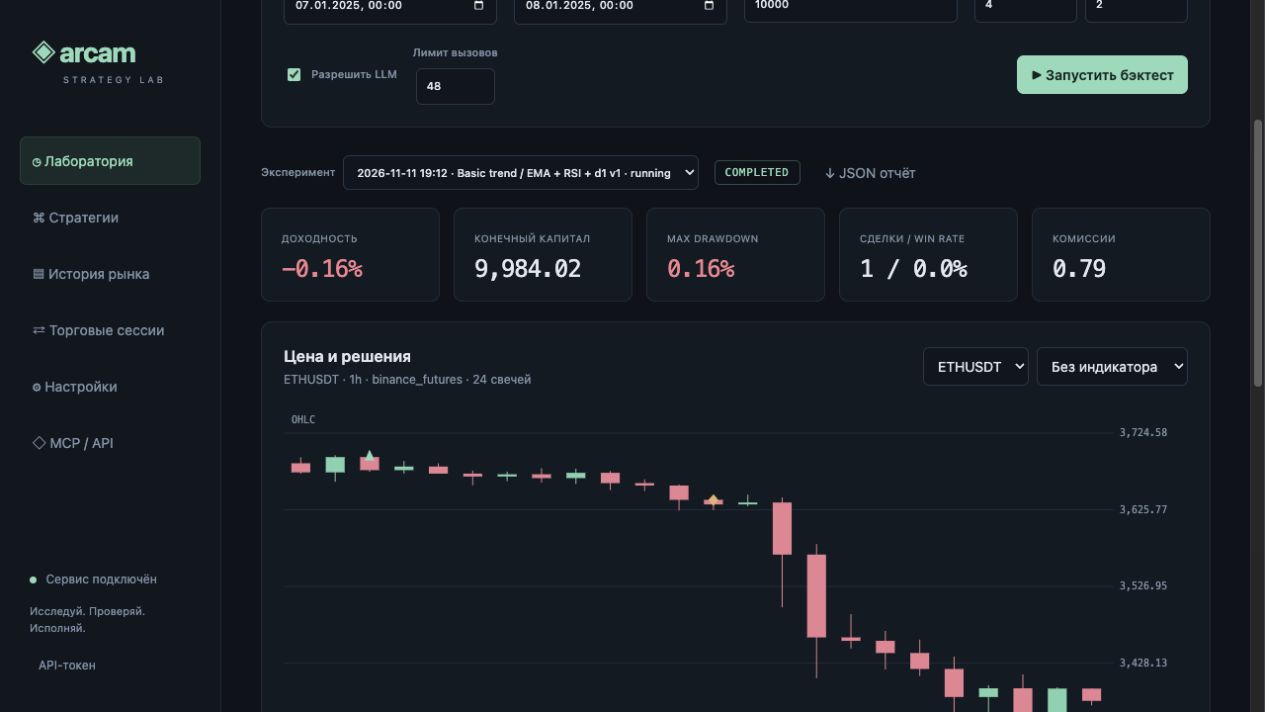 07.01.2025, 00:00
08.01.2025, 00:00
10000
4
2
arcam
STRATEGY LAB
Лимит вызовов
Разрешить LLM
48
Запустить бэктест
Лаборатория
Стратегии
История рынка
Торговые сессии
Настройки
MCP / API
Эксперимент
2026-11-11 19:12 · Basic trend / EMA + RSI + d1 v1 · running
COMPLETED
↓ JSON отчёт
ДОХОДНОСТЬ
−0.16%
КОНЕЧНЫЙ КАПИТАЛ
9,984.02
MAX DRAWDOWN
0.16%
СДЕЛКИ / WIN RATE
1 / 0.0%
КОМИССИИ
0.79
Цена и решения
ETHUSDT · 1h · binance_futures · 24 свечей
ETHUSDT
Без индикатора
OHLC
3,724.58
3,625.77
3,526.95
3,428.13
Сервис подключён
Исследуй. Проверяй.
Исполняй.
API-токен